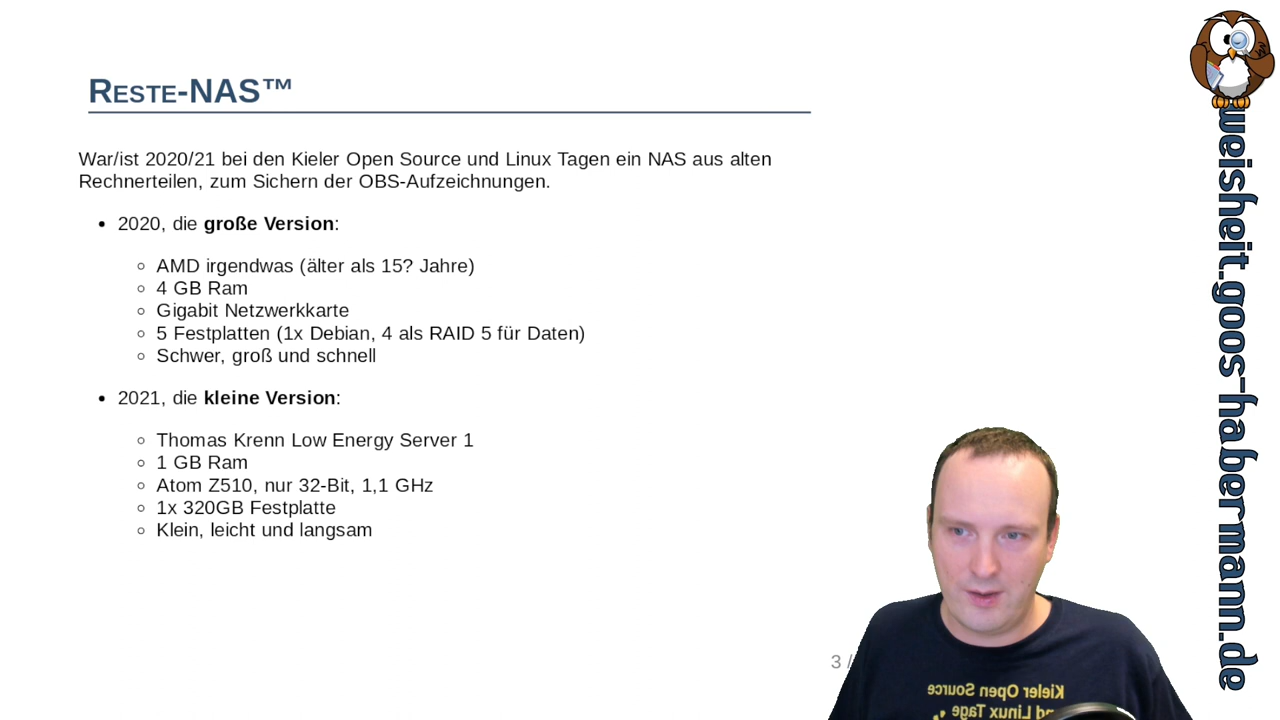 Reste-NAS™
War/ist 2020/21 bei den Kieler Open Source und Linux Tagen ein NAS aus alten
Rechnerteilen, zum Sichern der OBS-Aufzeichnungen.
• 2020, die große Version:
◦ AMD irgendwas (älter als 15? Jahre)
◦ 4 GB Ram
◦ Gigabit Netzwerkkarte
◦ 5 Festplatten (1x Debian, 4 als RAID 5 für Daten)
◦ Schwer, groß und schnell
• 2021, die kleine Version:
◦ Thomas Krenn Low Energy Server 1
◦ 1 GB Ram
◦ Atom Z510, nur 32-Bit, 1,1 GHz
◦ 1x 320GB Festplatte
◦ Klein, leicht und langsam
3 /
Kieler Open Source
nd Linux Tage
weisheit.goos-habermann.de